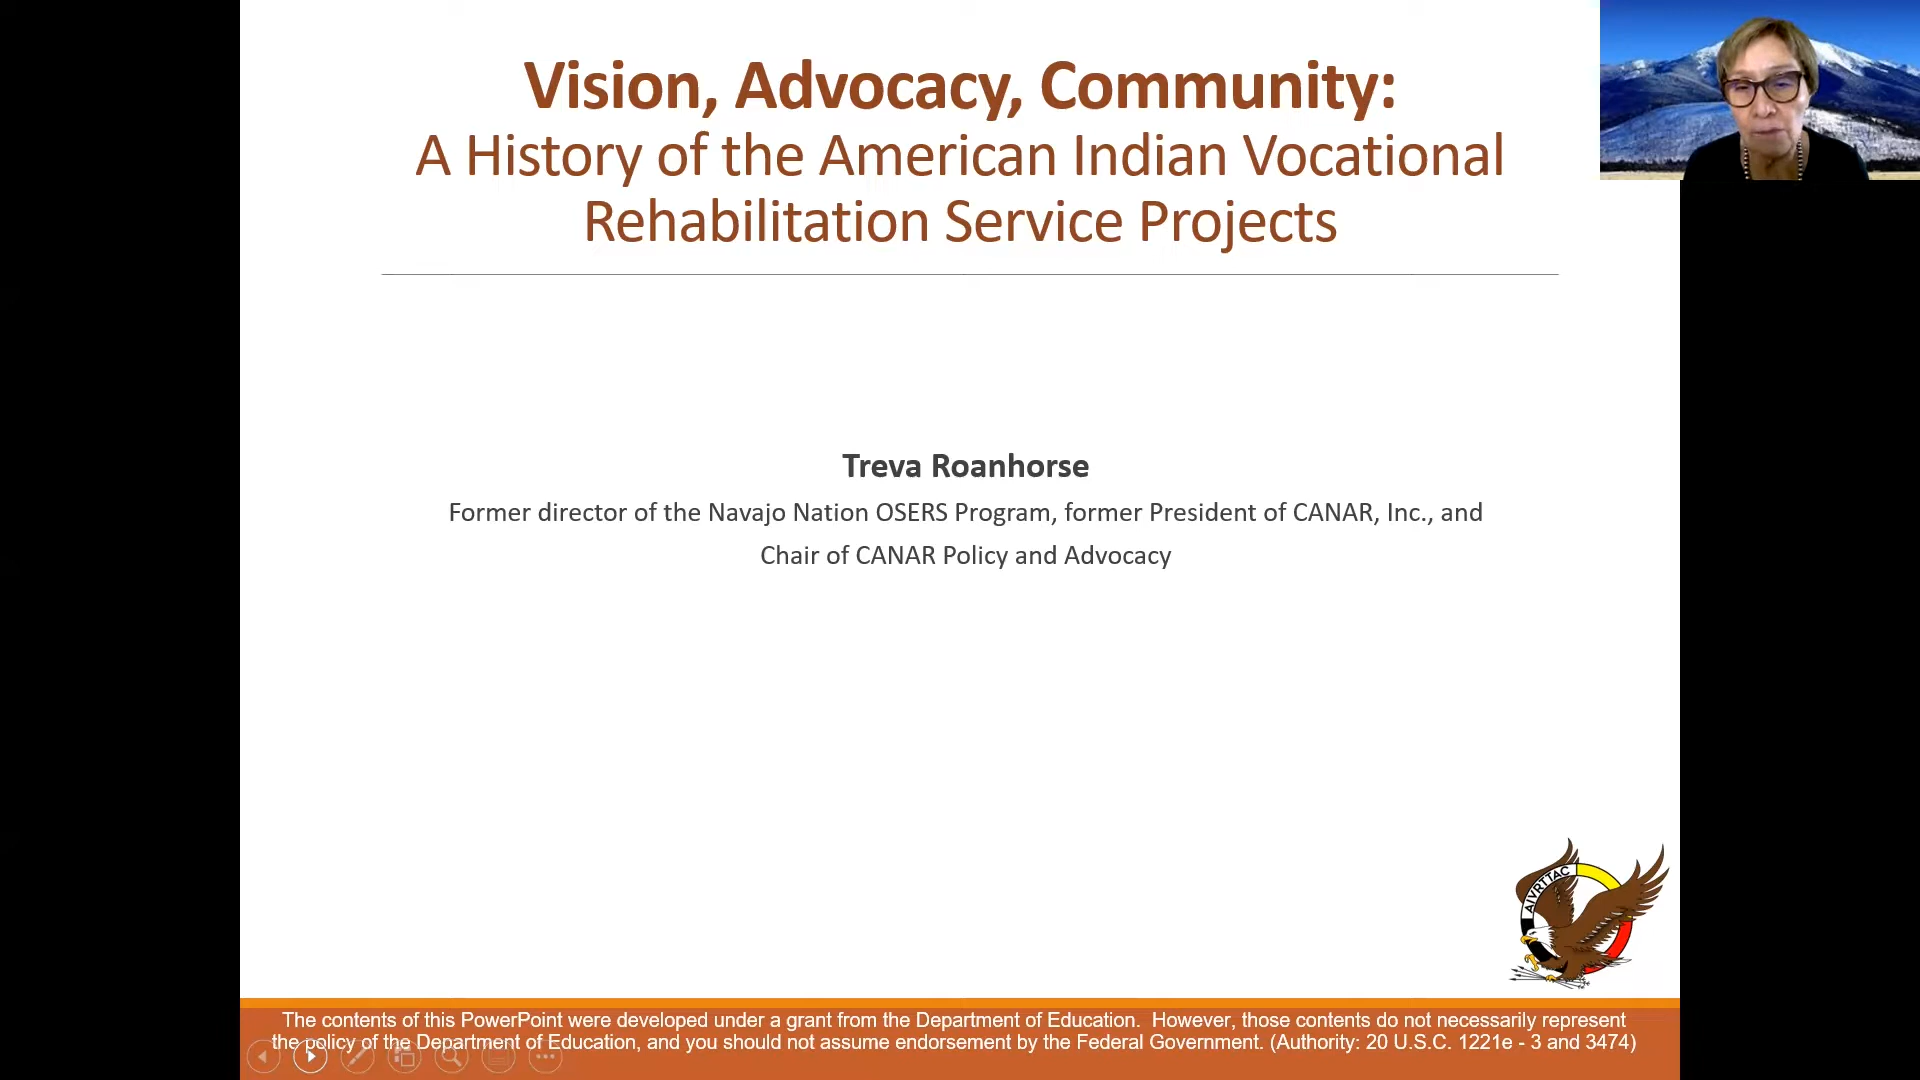 Vision, Advocacy, Community:
A History of the American Indian Vocational
Rehabilitation Service Projects
Treva Roanhorse
Former director of the Navajo Nation OSERS Program, former President of CANAR, Inc., and
Chair of CANAR Policy and Advocacy
AIVRTTAC
The contents of this PowerPoint were developed under a grant from the Department of Education.  However, those contents do not necessarily represent
the policy of the Department of Education, and you should not assume endorsement by the Federal Government. (Authority: 20 U.S.C. 1221e - 3 and 3474)